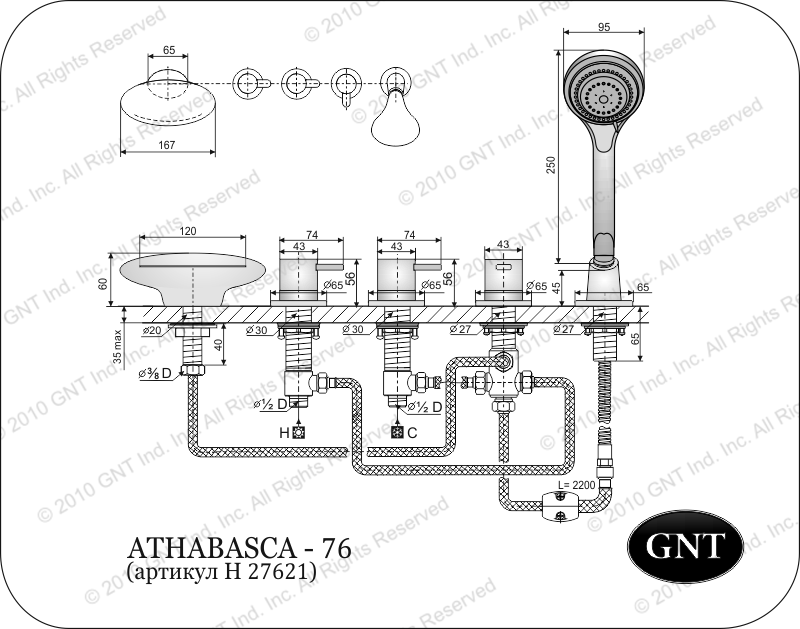 95
65
167
250
120
74
43
74
43
43
60
Ø65
56
Ø65
56
Ø65
45
65
35 max
Ø20
40
Ø30
Ø30
Ø27
Ø27
65
Ø⅜ D
Ø½ D
Ø½ D
H
C
L= 2200
ATHABASCA - 76
(артикул H 27621)
GNT
© 2010 GNT Ind. Inc. All Rights Reserved